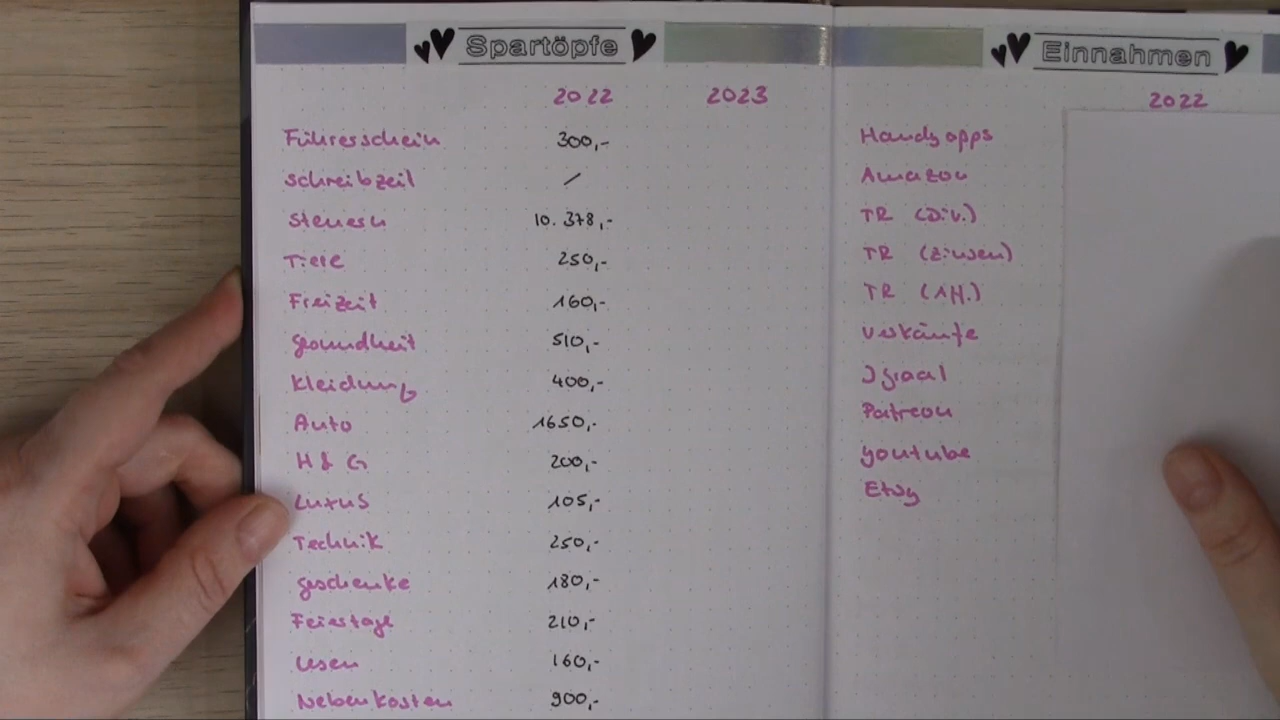 Spartöpfe
2022 2023
Führerschein 300,-
Schreibzeit /
Steuern 10.378,-
Tiere 250,-
Freizeit 160,-
Gesundheit 510,-
Kleidung 400,-
Auto 1650,-
H & G 200,-
Luxus 105,-
Technik 250,-
Geschenke 180,-
Feiertage 210,-
Lesen 160,-
Nebenkosten 900,-
Einnahmen
2022
Handyapps
Amazon
TR (Div.)
TR (Zinsen)
TR (1%.)
Verkäufe
Igraal
Patreon
Youtube
Etsy